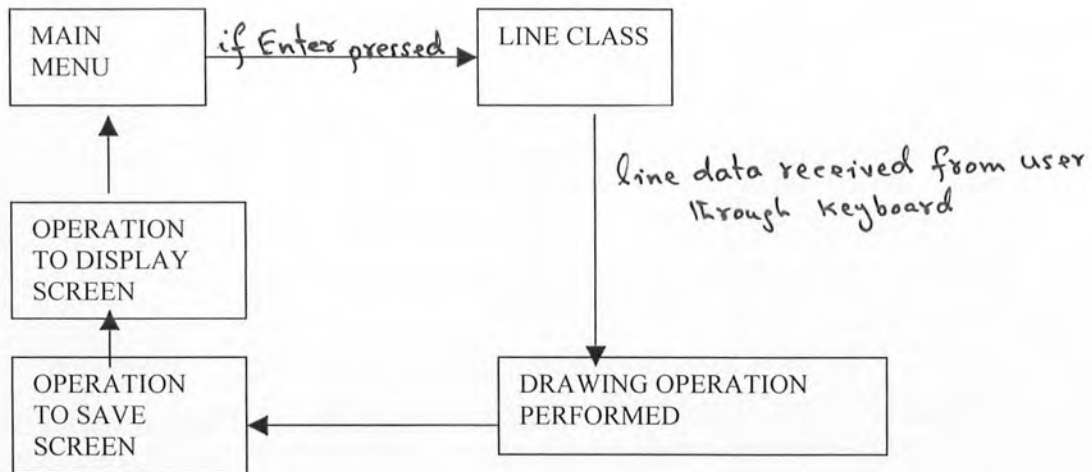 MAIN
MENU
if Enter pressed
LINE CLASS
line data received from user
through keyboard
OPERATION
TO DISPLAY
SCREEN
OPERATION
TO SAVE
SCREEN
DRAWING OPERATION
PERFORMED